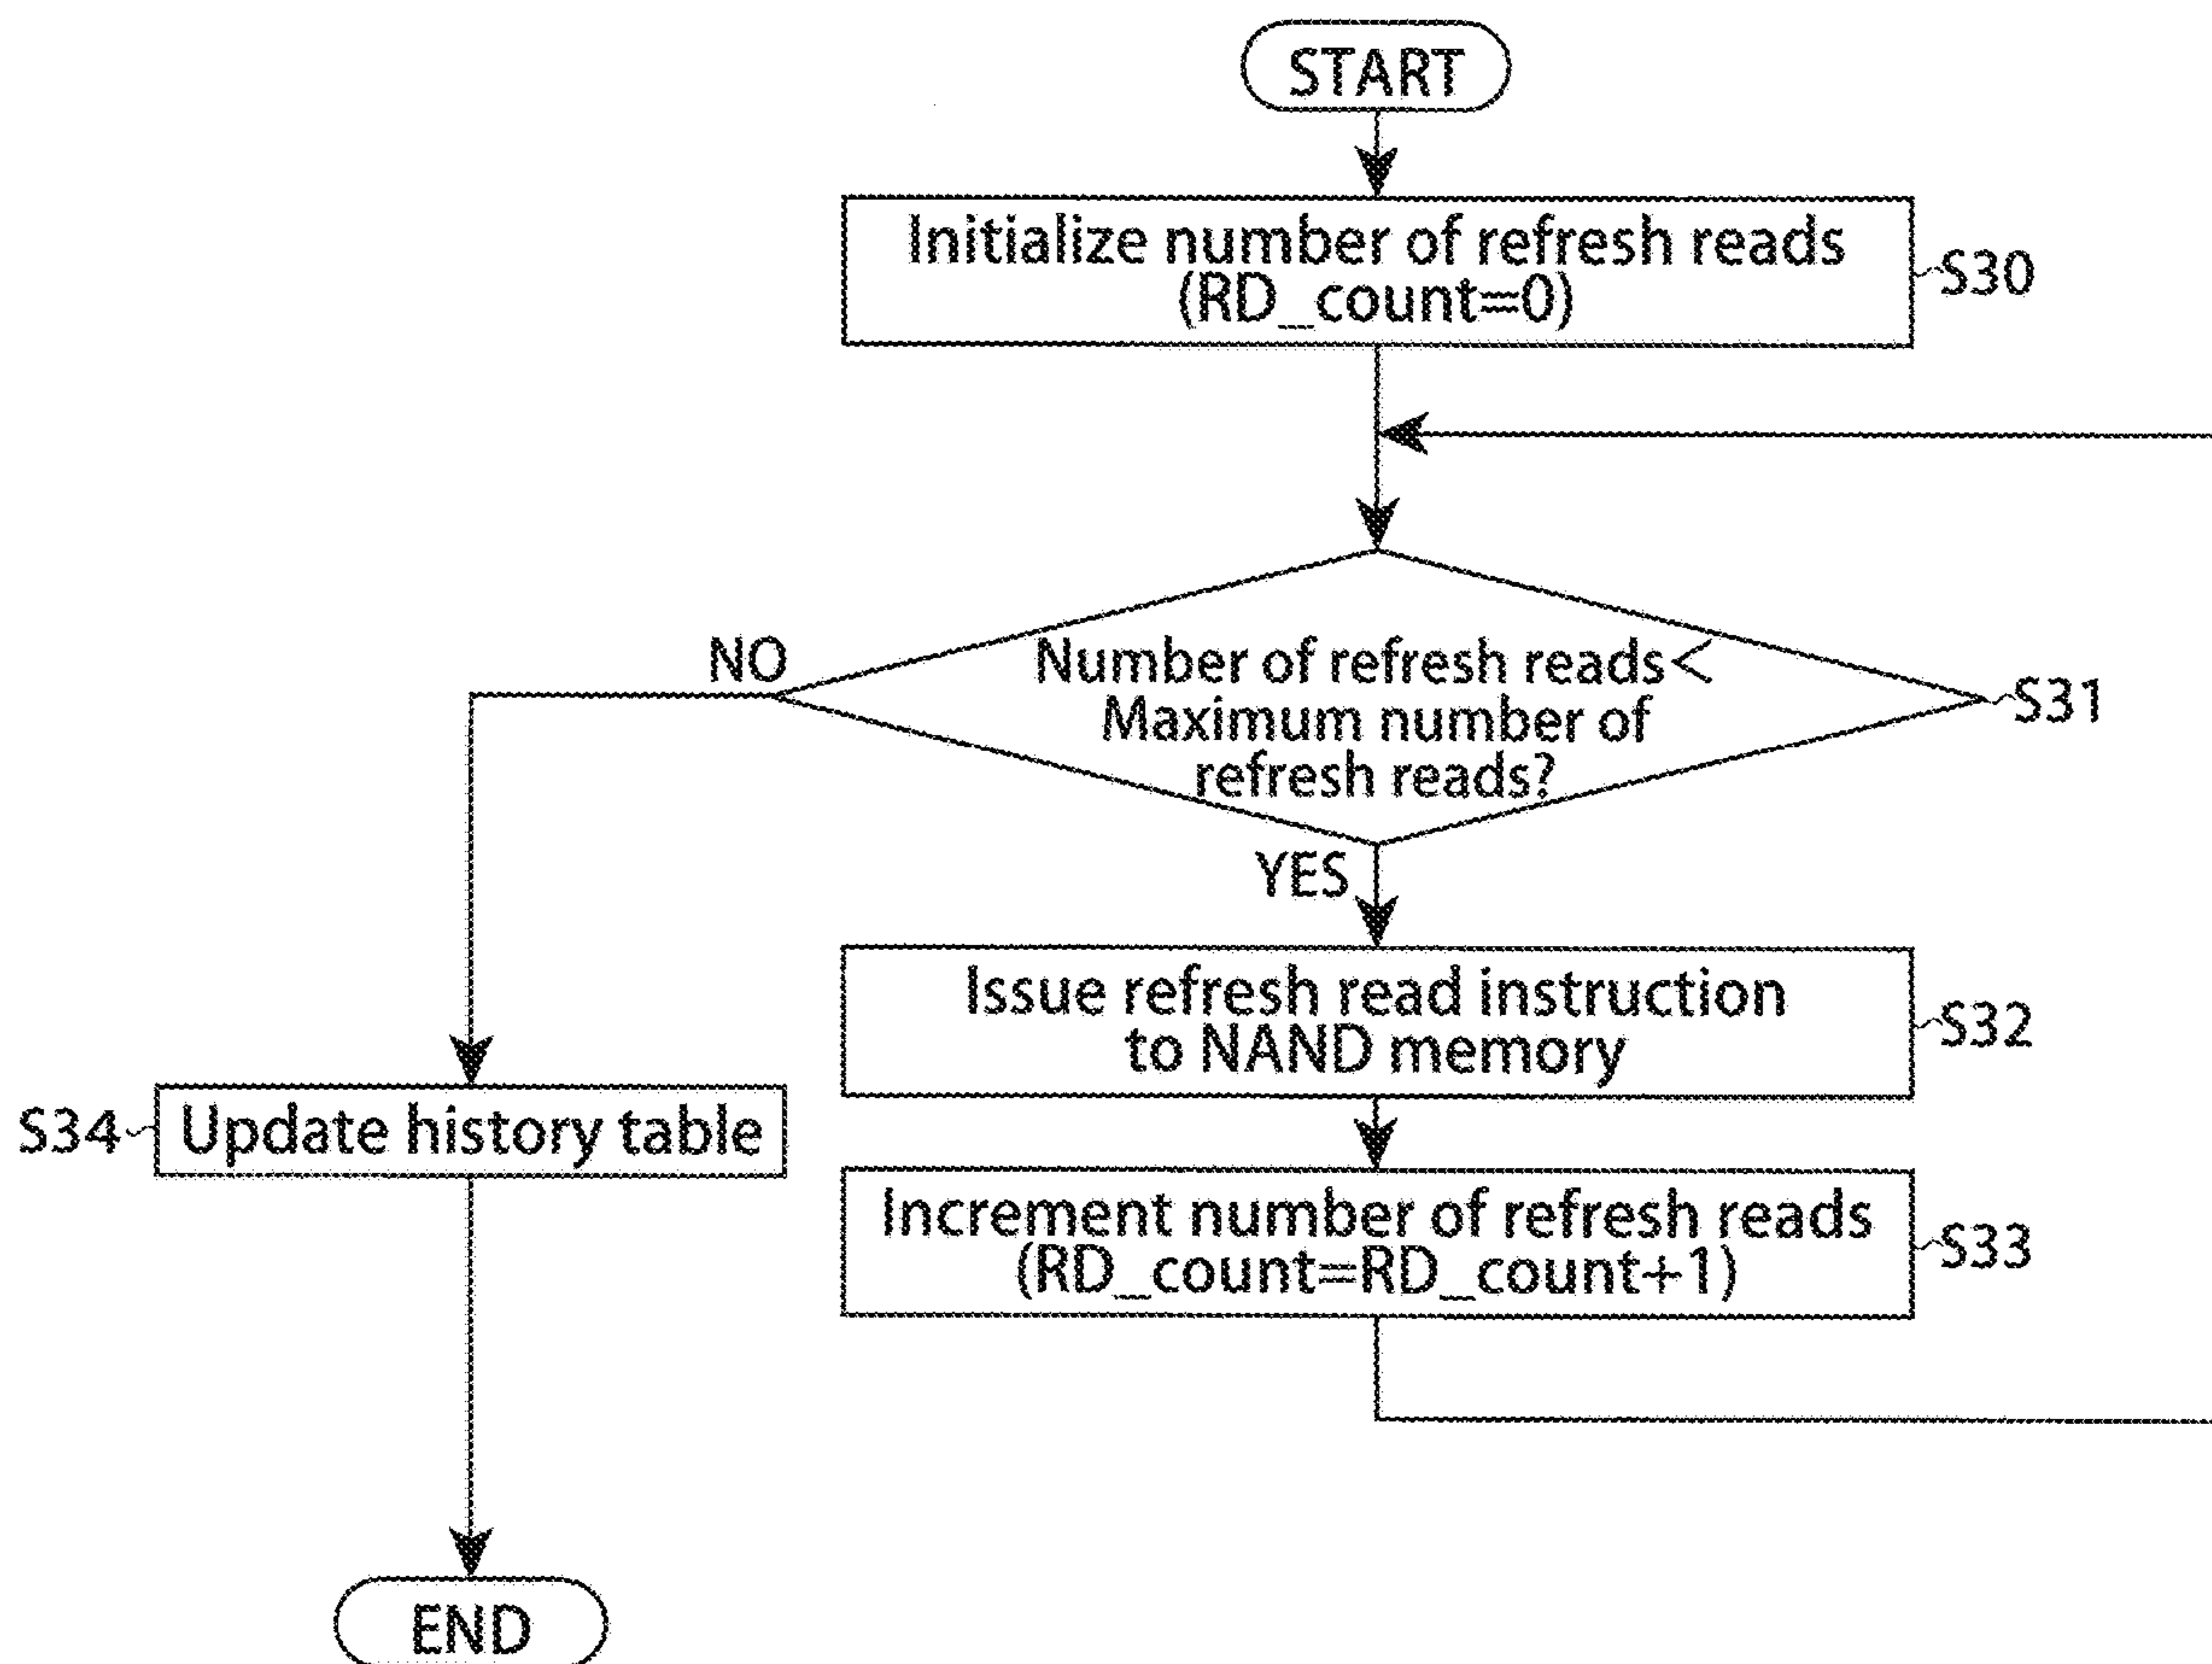 START
Initialize number of refresh reads
(RD_count=0)
S30
NO
Number of refresh reads<
Maximum number of
refresh reads?
S31
YES
Issue refresh read instruction
to NAND memory
S32
S34
Update history table
Increment number of refresh reads
(RD_count=RD_count+1)
S33
END